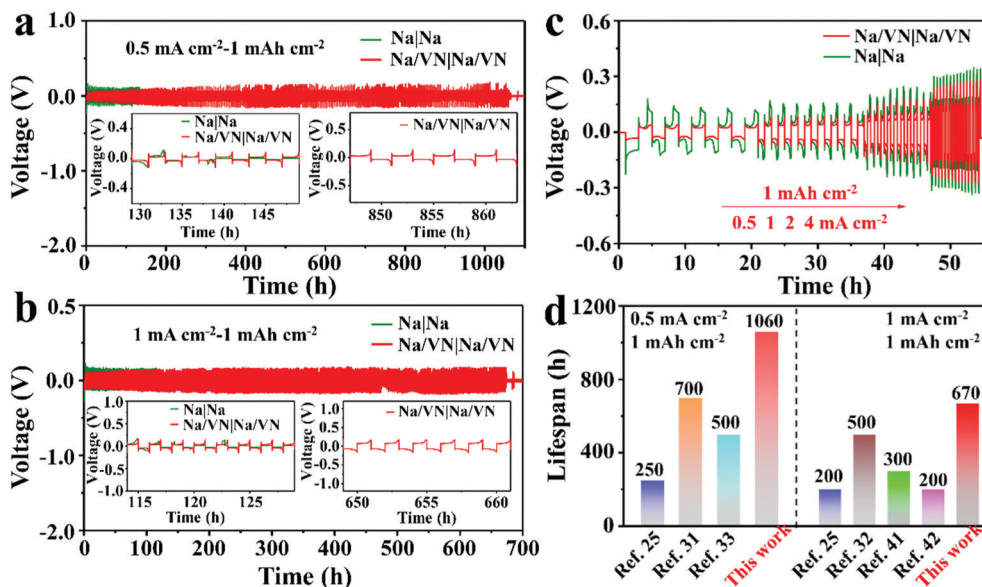 a
1.0
0.0
-1.0
-2.0
Voltage (V)
0.5 mA cm⁻²-1 mAh cm⁻²
Na|Na
Na/VN|Na/VN
Voltage (V)
0.4
0.0
-0.4
Na|Na
Na/VN|Na/VN
130 135 140 145
Time (h)
Voltage (V)
0.5
0.0
-0.5
Na/VN|Na/VN
850 855 860
Time (h)
0 200 400 600 800 1000
Time (h)
b
0.5
0.0
-1.0
-2.0
Voltage (V)
1 mA cm⁻²-1 mAh cm⁻²
Na|Na
Na/VN|Na/VN
Voltage (V)
1.0
0.5
0.0
-0.5
-1.0
Na|Na
Na/VN|Na/VN
115 120 125
Time (h)
Voltage (V)
1.0
0.5
0.0
-0.5
-1.0
Na/VN|Na/VN
650 655 660
Time (h)
0 100 200 300 400 500 600 700
Time (h)
c
0.6
0.3
0.0
-0.3
-0.6
Voltage (V)
Na/VN|Na/VN
Na|Na
1 mAh cm⁻²
0.5 1 2 4 mA cm⁻²
0 10 20 30 40 50
Time (h)
d
1200
800
400
0
Lifespan (h)
0.5 mA cm⁻²
1 mAh cm⁻²
1 mA cm⁻²
1 mAh cm⁻²
250
700
500
1060
200
500
300
200
670
Ref. 25
Ref. 31
Ref. 33
This work
Ref. 25
Ref. 32
Ref. 41
Ref. 42
This work